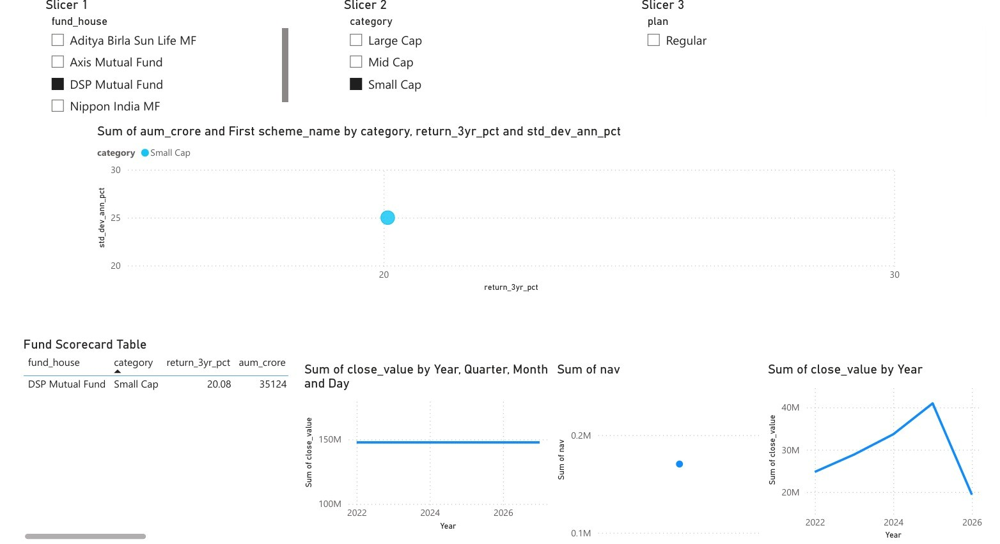 Slicer 1
fund_house
Aditya Birla Sun Life MF
Axis Mutual Fund
DSP Mutual Fund
Nippon India MF
Slicer 2
category
Large Cap
Mid Cap
Small Cap
Slicer 3
plan
Regular
Sum of aum_crore and First scheme_name by category, return_3yr_pct and std_dev_ann_pct
category Small Cap
30
25
20
std_dev_ann_pct
20 30
return_3yr_pct
Fund Scorecard Table
fund_house category return_3yr_pct aum_crore
DSP Mutual Fund Small Cap 20.08 35124
Sum of close_value by Year, Quarter, Month
and Day
Sum of close_value
150M
100M
2022 2024 2026
Year
Sum of nav
Sum of nav
0.2M
0.1M
Sum of close_value by Year
Sum of close_value
40M
30M
20M
2022 2024 2026
Year